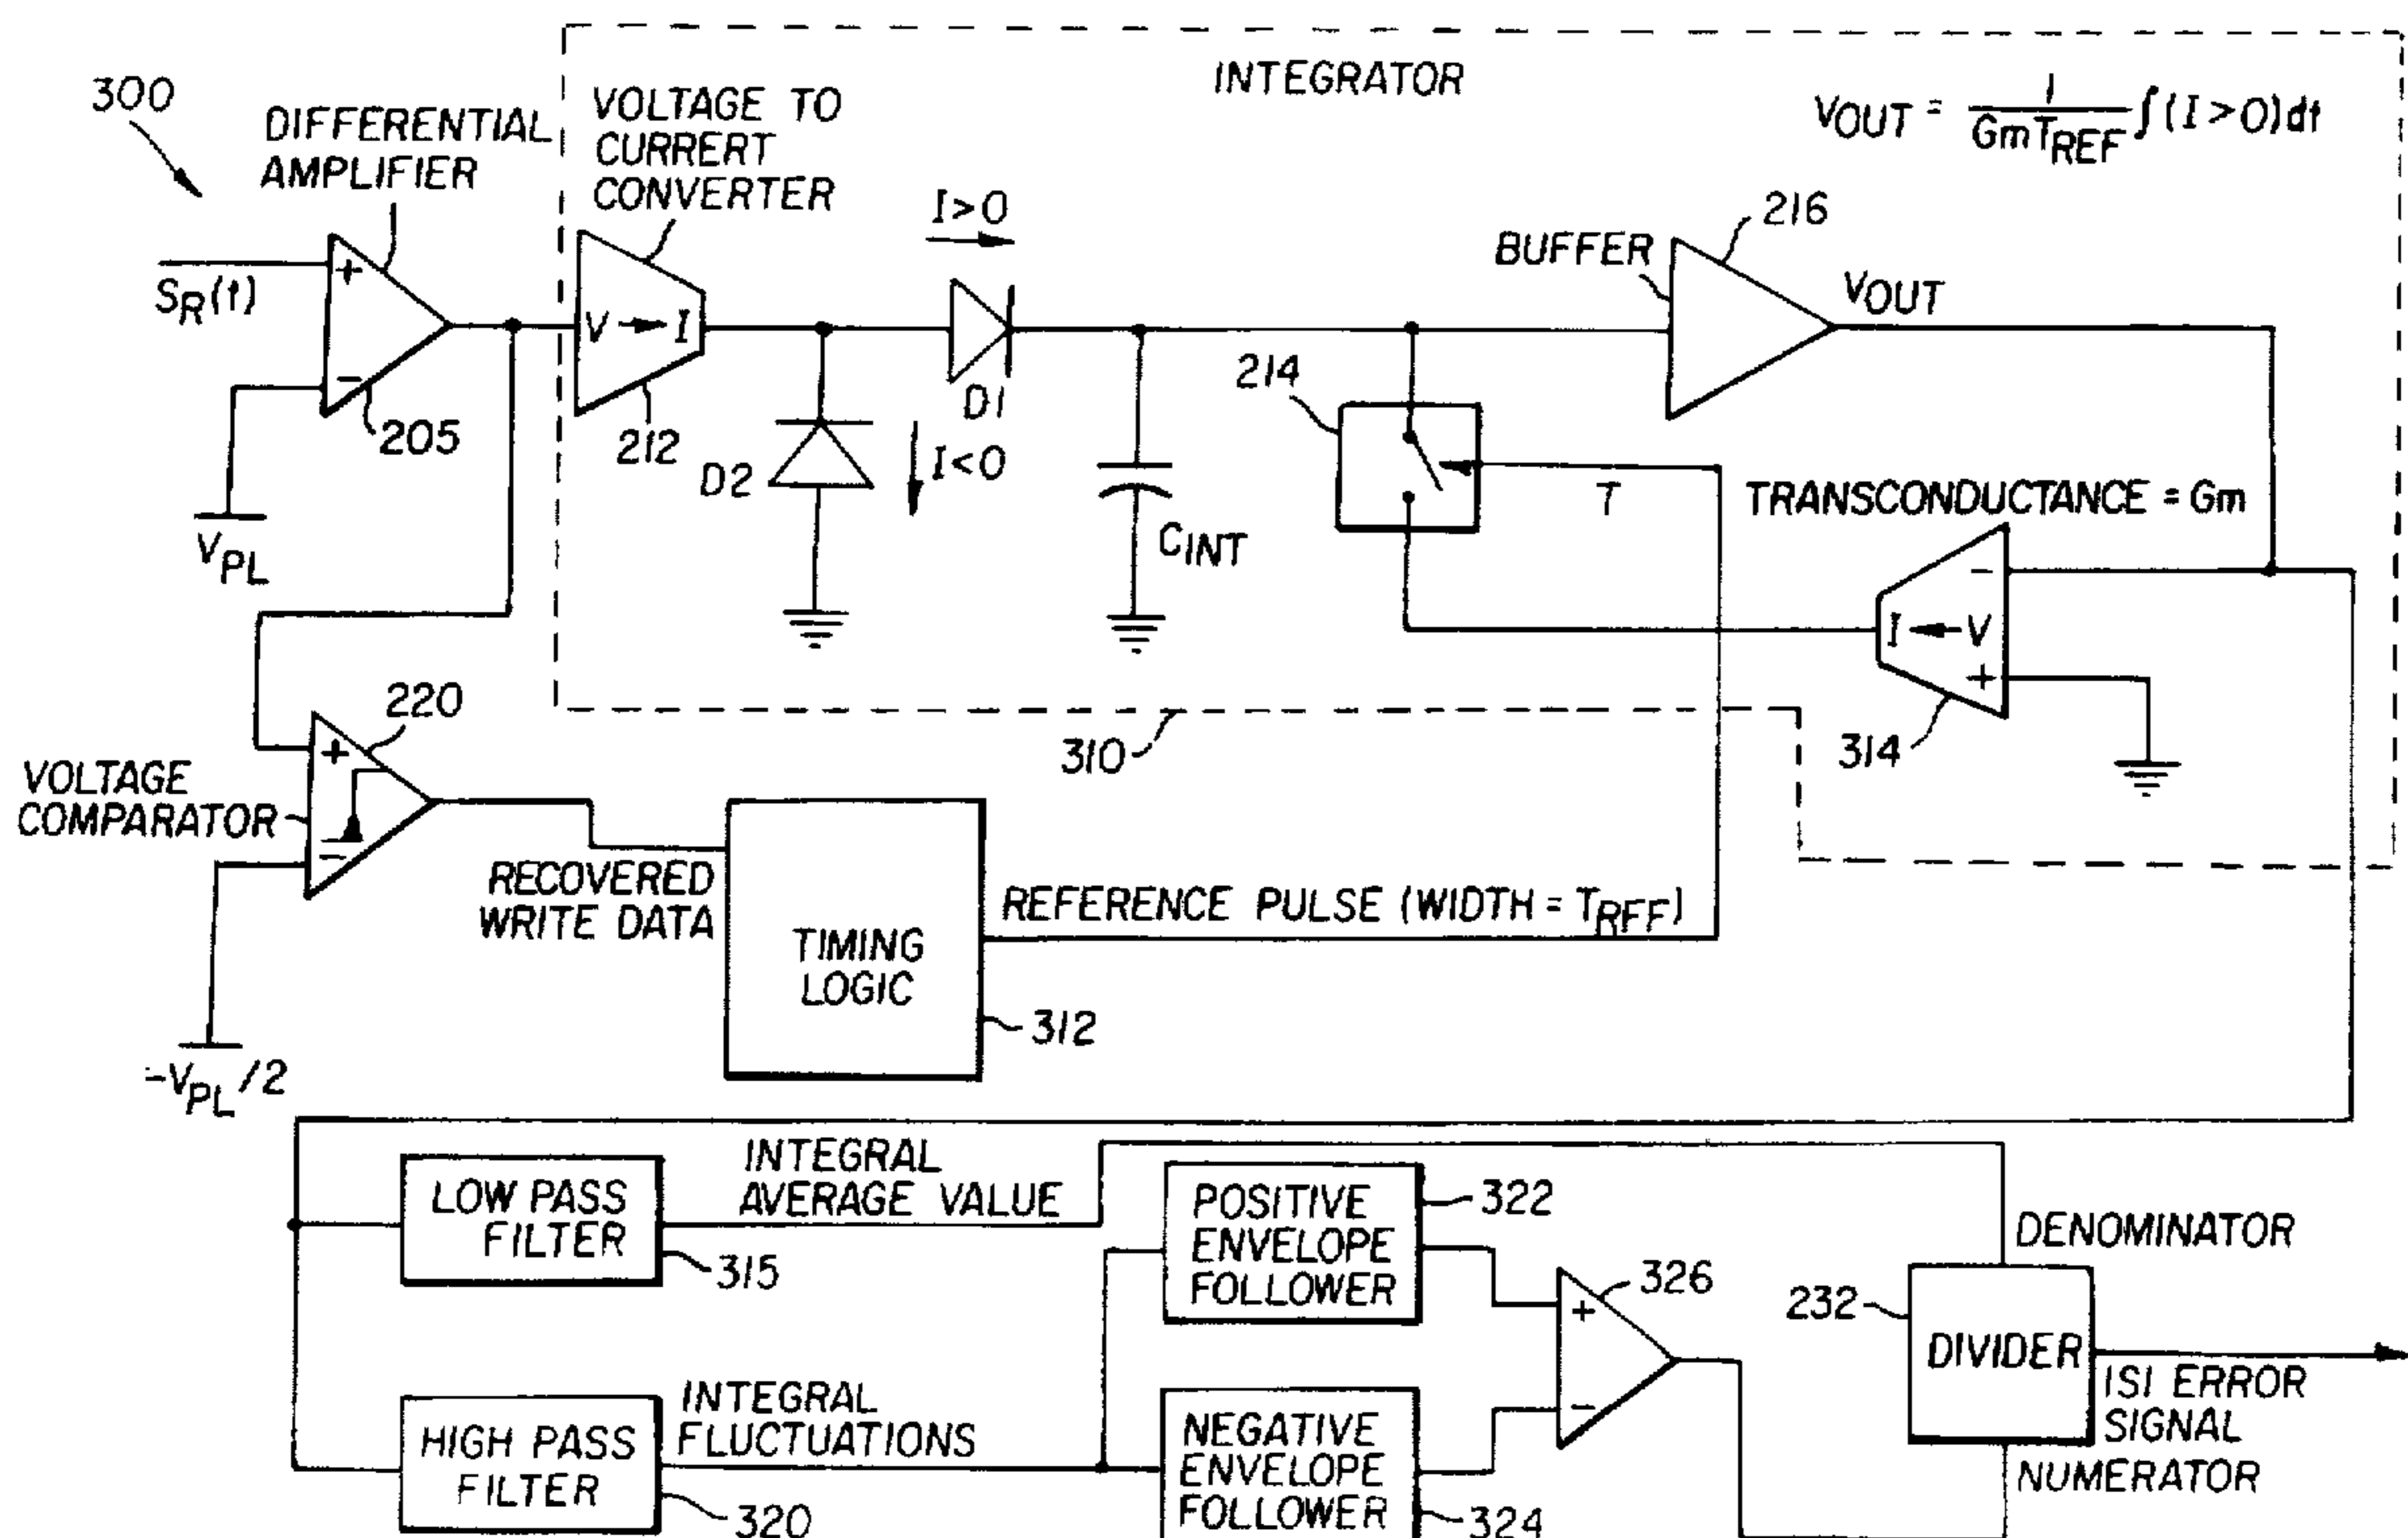 300
DIFFERENTIAL
AMPLIFIER
VOLTAGE TO
CURRERT
CONVERTER
INTEGRATOR
VOUT = 1/GmTREF ∫(I>0)dt
SR(t)
+
−
205
VPL
V → I
212
I>0
D1
D2
I<0
CINT
214
T
BUFFER
216
VOUT
TRANSCONDUCTANCE = Gm
−
I ← V
+
314
310
220
VOLTAGE
COMPARATOR
+
−
-VPL/2
RECOVERED
WRITE DATA
TIMING
LOGIC
312
REFERENCE PULSE (WIDTH = TRFF)
LOW PASS
FILTER
315
INTEGRAL
AVERAGE VALUE
HIGH PASS
FILTER
320
INTEGRAL
FLUCTUATIONS
POSITIVE
ENVELOPE
FOLLOWER
322
NEGATIVE
ENVELOPE
FOLLOWER
324
+
−
326
232
DENOMINATOR
DIVIDER
ISI ERROR
SIGNAL
NUMERATOR